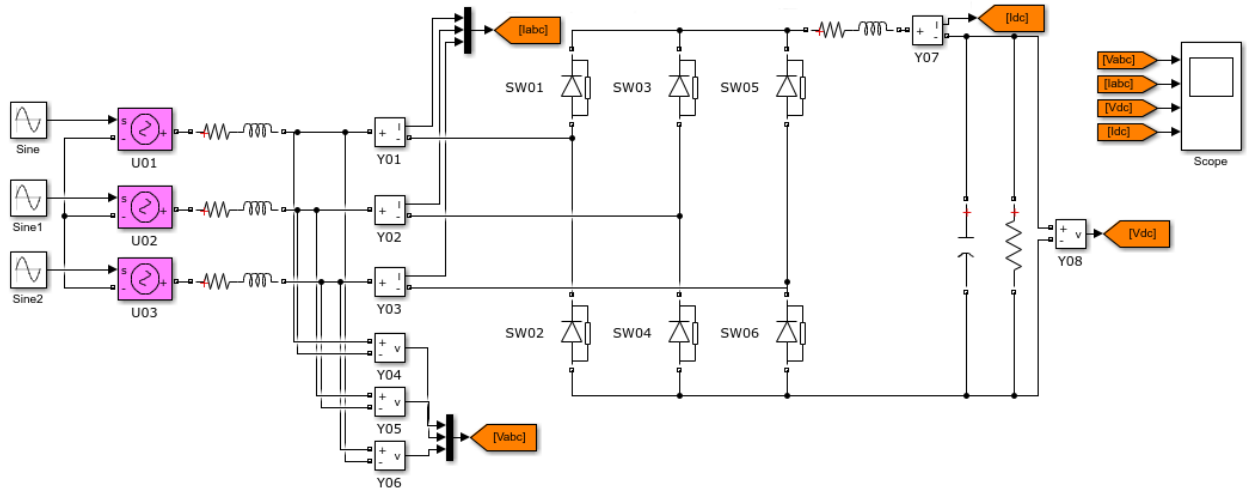 [Iabc]
[Idc]
Y07
+
-
I
[Vabc]
[Iabc]
[Vdc]
[Idc]
Scope
SW01
SW03
SW05
Sine
s
-
+
U01
+
-
I
Y01
Sine1
s
-
+
U02
+
-
I
Y02
Sine2
s
-
+
U03
+
-
I
Y03
+
-
v
Y08
[Vdc]
SW02
SW04
SW06
+
-
v
Y04
+
-
v
Y05
+
-
v
Y06
[Vabc]